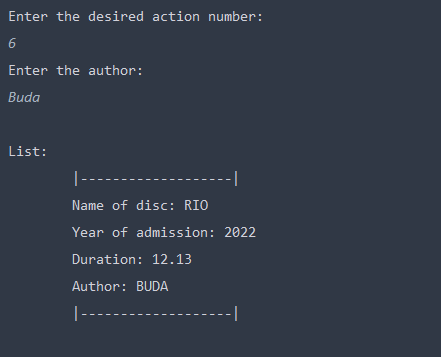 Enter the desired action number:
6
Enter the author:
Buda
List:
|-------------------|
Name of disc: RIO
Year of admission: 2022
Duration: 12.13
Author: BUDA
|-------------------|